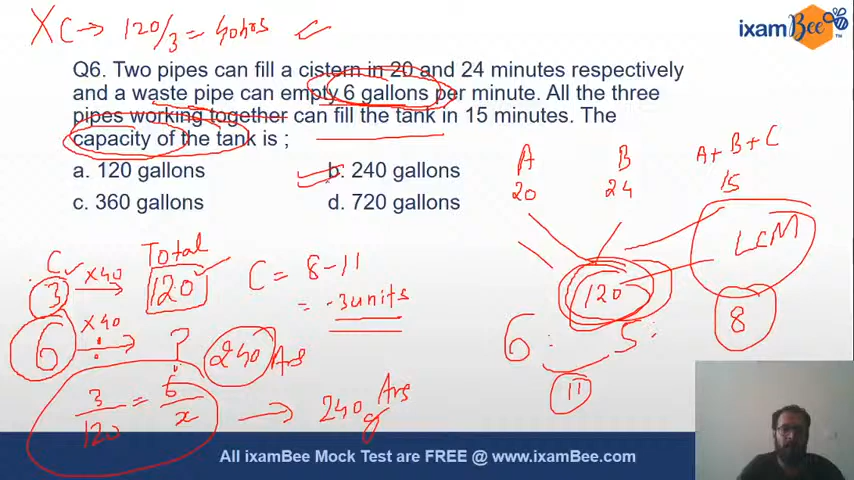 XC → 120/3 = 40hrs
ixamBee
Q6. Two pipes can fill a cistern in 20 and 24 minutes respectively
and a waste pipe can empty 6 gallons per minute. All the three
pipes working together can fill the tank in 15 minutes. The
capacity of the tank is ;
a. 120 gallons
b. 240 gallons
c. 360 gallons
d. 720 gallons
A B A+B+C
20 24 15
LCM
120
6 : 5 : 8
11
C Total
3 ×40 → 120
6 ×40 → ?
240 Ans
C = 8-11
= -3units
3/120 = 6/x → 240 g Ans
All ixamBee Mock Test are FREE @ www.ixamBee.com